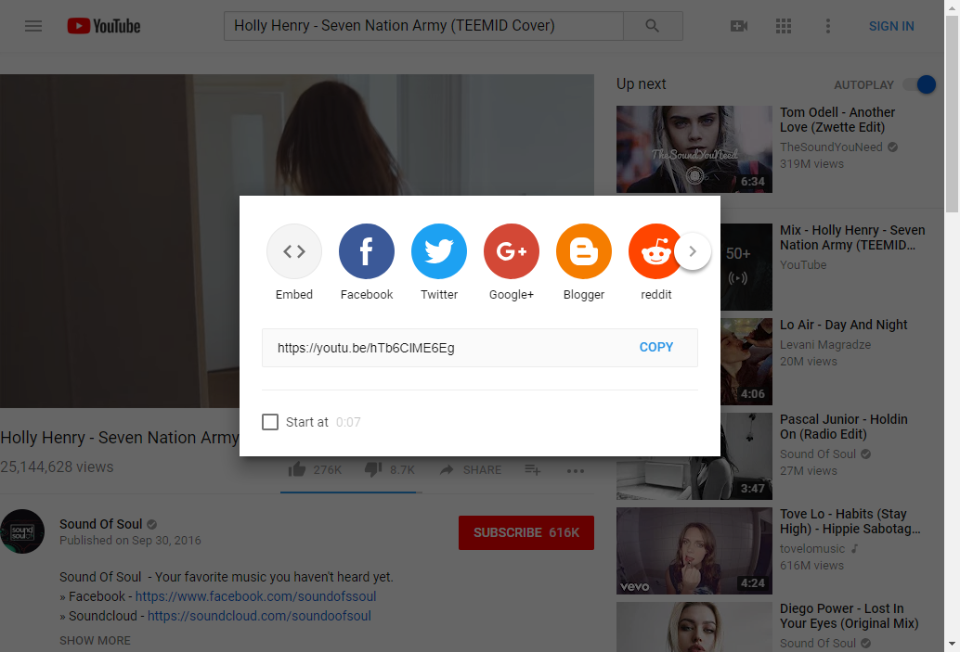 YouTube
Holly Henry - Seven Nation Army (TEEMID Cover)
SIGN IN
Up next
AUTOPLAY
TheSoundYouNeed
6:34
Tom Odell - Another
Love (Zwette Edit)
TheSoundYouNeed
319M views
50+
Mix - Holly Henry - Seven
Nation Army (TEEMID...
YouTube
4:06
Lo Air - Day And Night
Levani Magradze
20M views
3:47
Pascal Junior - Holdin
On (Radio Edit)
Sound Of Soul
27M views
vevo
4:24
Tove Lo - Habits (Stay
High) - Hippie Sabotag...
tovelomusic
616M views
Diego Power - Lost In
Your Eyes (Original Mix)
Sound Of Soul
Embed
Facebook
Twitter
Google+
Blogger
reddit
https://youtu.be/hTb6ClME6Eg
COPY
Start at 0:07
Holly Henry - Seven Nation Army
25,144,628 views
276K
8.7K
SHARE
sound
soul
Sound Of Soul
Published on Sep 30, 2016
SUBSCRIBE 616K
Sound Of Soul - Your favorite music you haven't heard yet.
» Facebook - https://www.facebook.com/soundofssoul
» Soundcloud - https://soundcloud.com/soundoofsoul
SHOW MORE